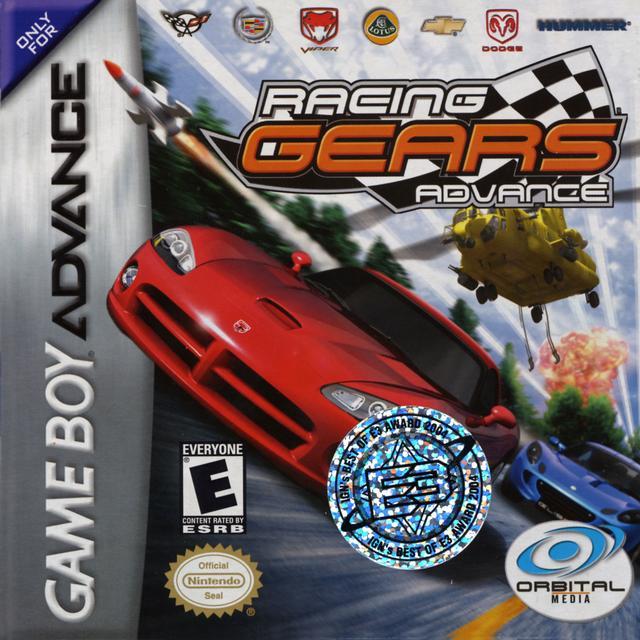 ONLY
FOR
GAME BOY ADVANCE
VIPER
LOTUS
DODGE
HUMMER
RACING
GEARS
ADVANCE
IGN's BEST OF E3 AWARD 2004
IGN's BEST OF E3 AWARD 2004
EVERYONE
E
CONTENT RATED BY
ESRB
Official
Nintendo
Seal
ORBITAL
MEDIA